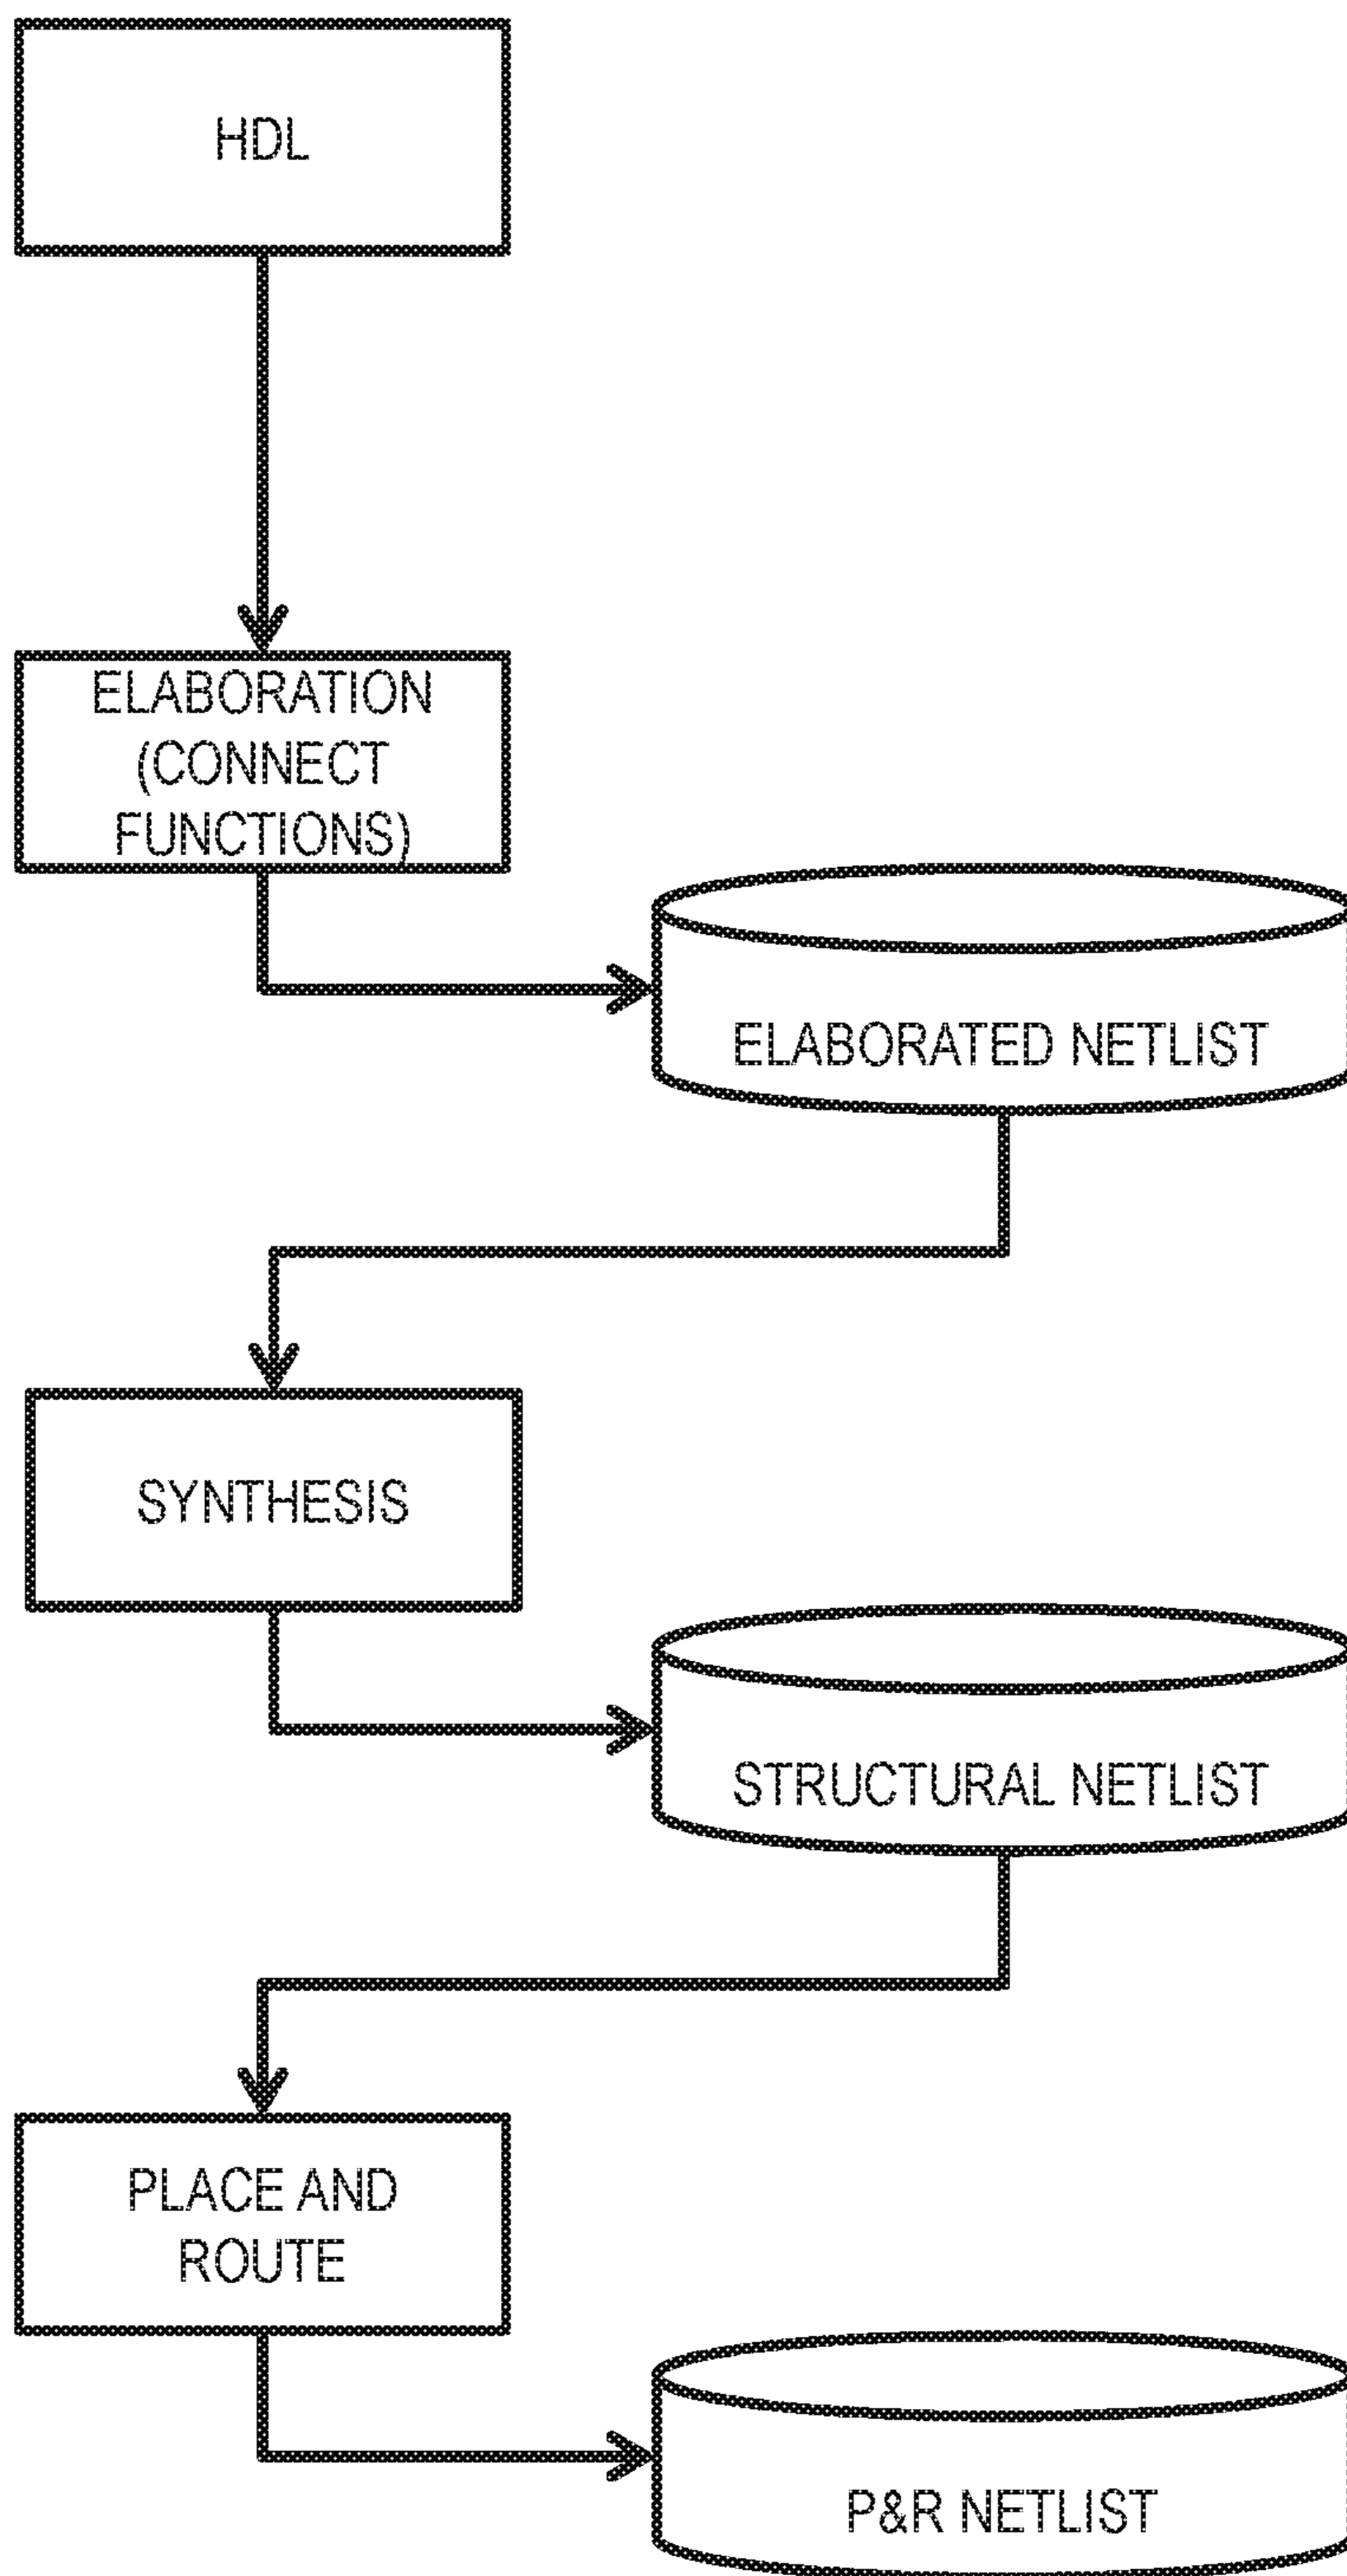 HDL
ELABORATION
(CONNECT
FUNCTIONS)
ELABORATED NETLIST
SYNTHESIS
STRUCTURAL NETLIST
PLACE AND
ROUTE
P&R NETLIST